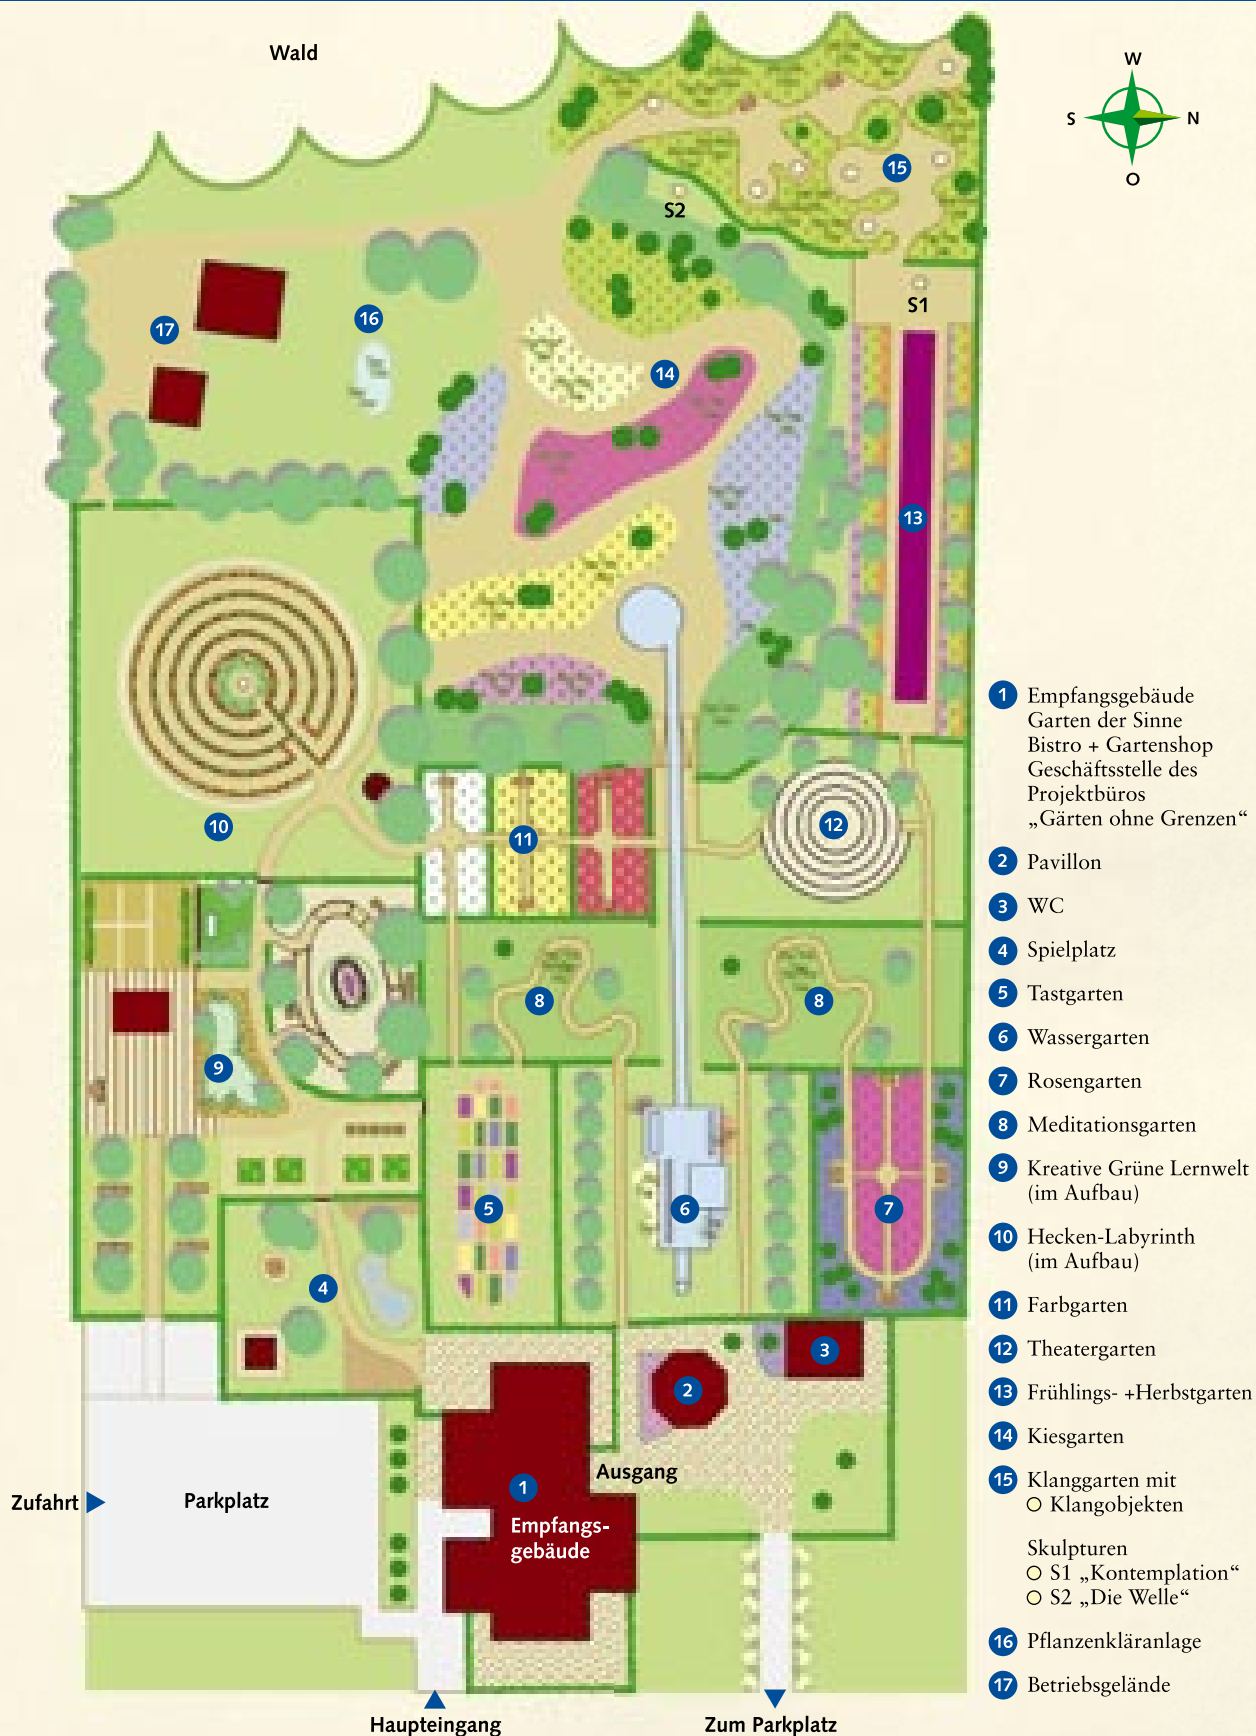 Wald
W
S
N
O
15
S2
S1
17
16
14
13
10
11
12
8
8
9
5
6
7
4
3
2
1
Ausgang
Empfangs-
gebäude
Zufahrt
Parkplatz
Haupteingang
Zum Parkplatz
1 Empfangsgebäude
Garten der Sinne
Bistro + Gartenshop
Geschäftsstelle des
Projektbüros
„Gärten ohne Grenzen“
2 Pavillon
3 WC
4 Spielplatz
5 Tastgarten
6 Wassergarten
7 Rosengarten
8 Meditationsgarten
9 Kreative Grüne Lernwelt
(im Aufbau)
10 Hecken-Labyrinth
(im Aufbau)
11 Farbgarten
12 Theatergarten
13 Frühlings- +Herbstgarten
14 Kiesgarten
15 Klanggarten mit
Klangobjekten
Skulpturen
S1 „Kontemplation“
S2 „Die Welle“
16 Pflanzenkläranlage
17 Betriebsgelände